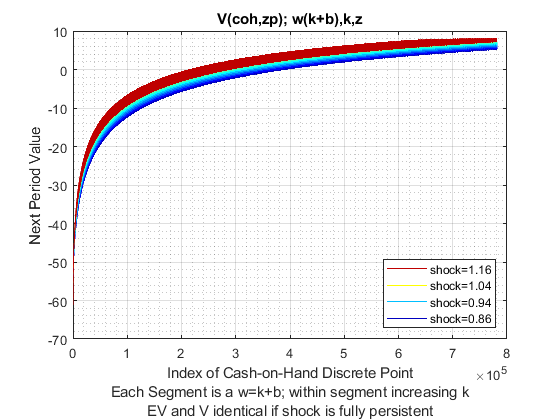 V(coh,zp); w(k+b),k,z
10
0
-10
-20
-30
-40
-50
-60
-70
Next Period Value
shock=1.16
shock=1.04
shock=0.94
shock=0.86
0 1 2 3 4 5 6 7 8
×10^5
Index of Cash-on-Hand Discrete Point
Each Segment is a w=k+b; within segment increasing k
EV and V identical if shock is fully persistent